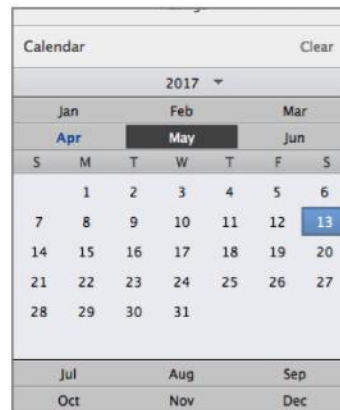 Calendar Clear
2017
Jan Feb Mar
Apr May Jun
S M T W T F S
1 2 3 4 5 6
7 8 9 10 11 12 13
14 15 16 17 18 19 20
21 22 23 24 25 26 27
28 29 30 31
Jul Aug Sep
Oct Nov Dec